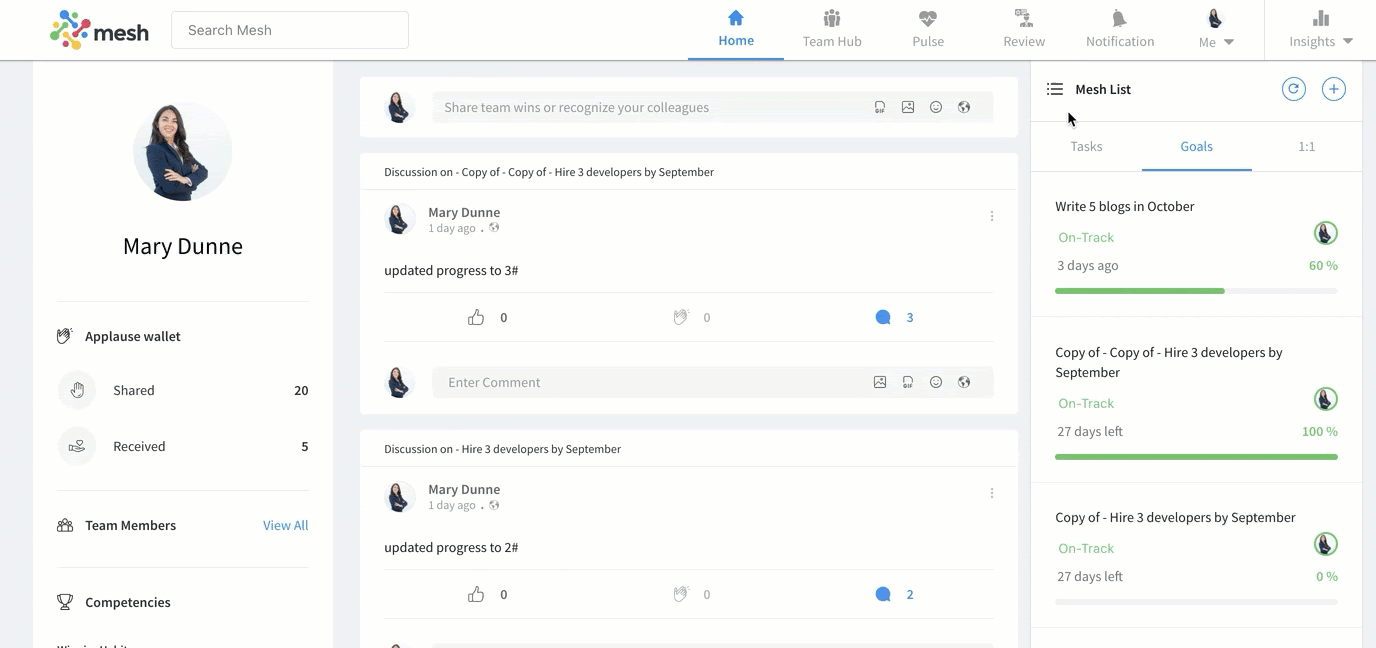 mesh
Search Mesh
Home
Team Hub
Pulse
Review
Notification
Me
Insights
Mary Dunne
Applause wallet
Shared 20
Received 5
Team Members View All
Competencies
Share team wins or recognize your colleagues
GIF
Discussion on - Copy of - Copy of - Hire 3 developers by September
Mary Dunne
1 day ago .
updated progress to 3#
0 0 3
Enter Comment
GIF
Discussion on - Hire 3 developers by September
Mary Dunne
1 day ago .
updated progress to 2#
0 0 2
Mesh List
Tasks Goals 1:1
Write 5 blogs in October
On-Track
3 days ago 60 %
Copy of - Copy of - Hire 3 developers by
September
On-Track
27 days left 100 %
Copy of - Hire 3 developers by September
On-Track
27 days left 0 %